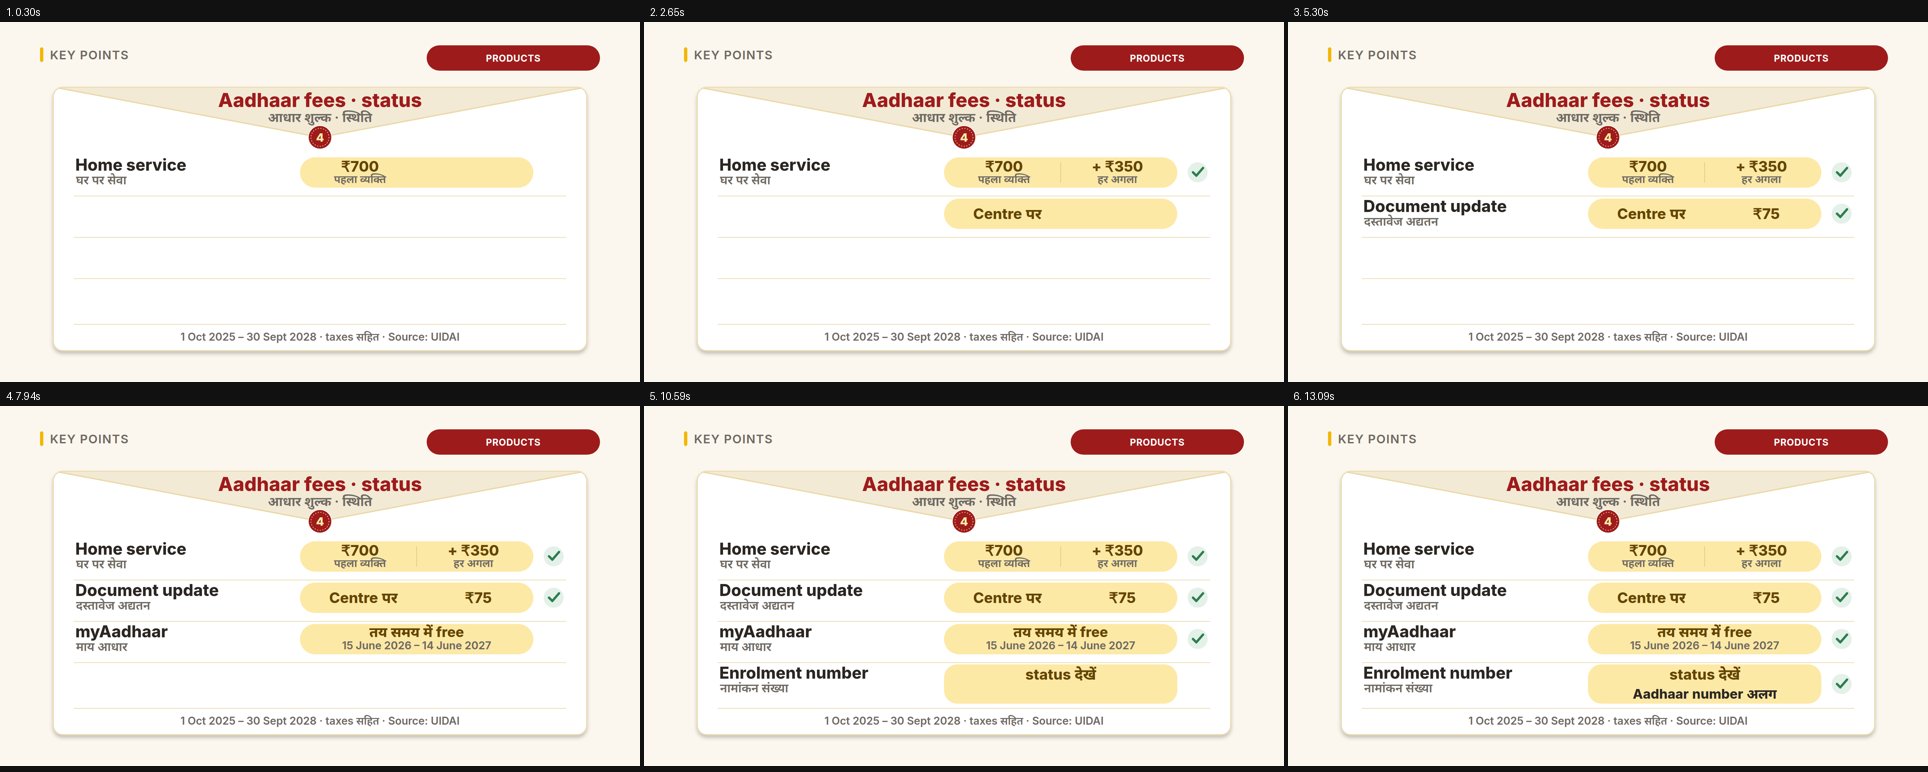 1. 0.30s
KEY POINTS
PRODUCTS
Aadhaar fees · status
आधार शुल्क · स्थिति
4
Home service
घर पर सेवा
₹700
पहला व्यक्ति
1 Oct 2025 – 30 Sept 2028 · taxes सहित · Source: UIDAI
2. 2.65s
KEY POINTS
PRODUCTS
Aadhaar fees · status
आधार शुल्क · स्थिति
4
Home service
घर पर सेवा
₹700 + ₹350
पहला व्यक्ति हर अगला
Centre पर
1 Oct 2025 – 30 Sept 2028 · taxes सहित · Source: UIDAI
3. 5.30s
KEY POINTS
PRODUCTS
Aadhaar fees · status
आधार शुल्क · स्थिति
4
Home service
घर पर सेवा
₹700 + ₹350
पहला व्यक्ति हर अगला
Document update
दस्तावेज अद्यतन
Centre पर ₹75
1 Oct 2025 – 30 Sept 2028 · taxes सहित · Source: UIDAI
4. 7.94s
KEY POINTS
PRODUCTS
Aadhaar fees · status
आधार शुल्क · स्थिति
4
Home service
घर पर सेवा
₹700 + ₹350
पहला व्यक्ति हर अगला
Document update
दस्तावेज अद्यतन
Centre पर ₹75
myAadhaar
माय आधार
तय समय में free
15 June 2026 – 14 June 2027
1 Oct 2025 – 30 Sept 2028 · taxes सहित · Source: UIDAI
5. 10.59s
KEY POINTS
PRODUCTS
Aadhaar fees · status
आधार शुल्क · स्थिति
4
Home service
घर पर सेवा
₹700 + ₹350
पहला व्यक्ति हर अगला
Document update
दस्तावेज अद्यतन
Centre पर ₹75
myAadhaar
माय आधार
तय समय में free
15 June 2026 – 14 June 2027
Enrolment number
नामांकन संख्या
status देखें
1 Oct 2025 – 30 Sept 2028 · taxes सहित · Source: UIDAI
6. 13.09s
KEY POINTS
PRODUCTS
Aadhaar fees · status
आधार शुल्क · स्थिति
4
Home service
घर पर सेवा
₹700 + ₹350
पहला व्यक्ति हर अगला
Document update
दस्तावेज अद्यतन
Centre पर ₹75
myAadhaar
माय आधार
तय समय में free
15 June 2026 – 14 June 2027
Enrolment number
नामांकन संख्या
status देखें
Aadhaar number अलग
1 Oct 2025 – 30 Sept 2028 · taxes सहित · Source: UIDAI